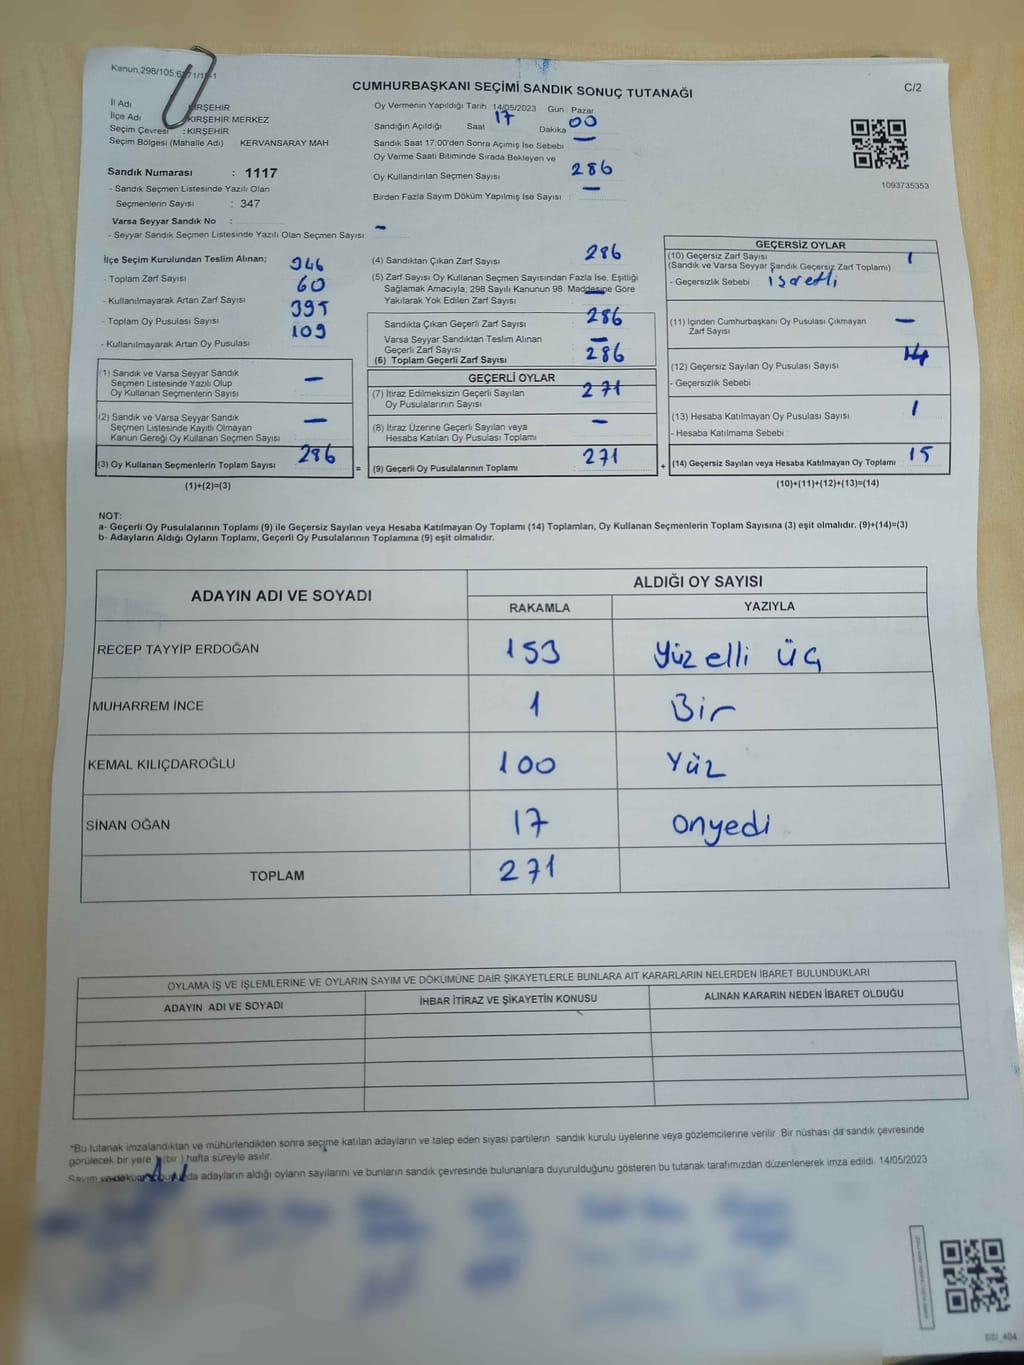 Kanun,298/105;
CUMHURBAŞKANI SEÇİMİ SANDIK SONUÇ TUTANAĞI
C/2
İl Adı KIRŞEHİR
İlçe Adı KIRŞEHİR MERKEZ
Seçim Çevresi : KIRŞEHİR
Seçim Bölgesi (Mahalle Adı) KERVANSARAY MAH
Oy Vermenin Yapıldığı Tarih 14/05/2023 Gün : Pazar
Sandığın Açıldığı Saat 17 Dakika 00
Sandık Saat 17:00'den Sonra Açımış İse Sebebi —
Oy Verme Saati Bitiminde Sırada Bekleyen ve
Oy Kullandırılan Seçmen Sayısı 286
Birden Fazla Sayım Döküm Yapılmış İse Sayısı : —
1093735353
Sandık Numarası : 1117
- Sandık Seçmen Listesinde Yazılı Olan
Seçmenlerin Sayısı : 347
Varsa Seyyar Sandık No :
- Seyyar Sandık Seçmen Listesinde Yazılı Olan Seçmen Sayısı: -
İlçe Seçim Kurulundan Teslim Alınan;
- Toplam Zarf Sayısı 346
- Kullanılmayarak Artan Zarf Sayısı 60
- Toplam Oy Pusulası Sayısı 395
- Kullanılmayarak Artan Oy Pusulası 109
(1) Sandık ve Varsa Seyyar Sandık
Seçmen Listesinde Yazılı Olup
Oy Kullanan Seçmenlerin Sayısı —
(2) Sandık ve Varsa Seyyar Sandık
Seçmen Listesinde Kayıtlı Olmayan
Kanun Gereği Oy Kullanan Seçmen Sayısı —
(3) Oy Kullanan Seçmenlerin Toplam Sayısı 286
(1)+(2)=(3)
(4) Sandıktan Çıkan Zarf Sayısı 286
(5) Zarf Sayısı Oy Kullanan Seçmen Sayısından Fazla İse, Eşitliği
Sağlamak Amacıyla; 298 Sayılı Kanunun 98. Maddesine Göre
Yakılarak Yok Edilen Zarf Sayısı —
Sandıkta Çıkan Geçerli Zarf Sayısı 286
Varsa Seyyar Sandıktan Teslim Alınan
Geçerli Zarf Sayısı —
(6) Toplam Geçerli Zarf Sayısı 286
=
GEÇERLİ OYLAR
(7) İtiraz Edilmeksizin Geçerli Sayılan
Oy Pusulalarının Sayısı 271
(8) İtiraz Üzerine Geçerli Sayılan veya
Hesaba Katılan Oy Pusulası Toplamı —
(9) Geçerli Oy Pusulalarının Toplamı 271
+
GEÇERSİZ OYLAR
(10) Geçersiz Zarf Sayısı 1
(Sandık ve Varsa Seyyar Sandık Geçersiz Zarf Toplamı)
- Geçersizlik Sebebi : işaretli
(11) İçinden Cumhurbaşkanı Oy Pusulası Çıkmayan
Zarf Sayısı —
(12) Geçersiz Sayılan Oy Pusulası Sayısı 14
- Geçersizlik Sebebi
(13) Hesaba Katılmayan Oy Pusulası Sayısı 1
- Hesaba Katılmama Sebebi
(14) Geçersiz Sayılan veya Hesaba Katılmayan Oy Toplamı 15
(10)+(11)+(12)+(13)=(14)
NOT:
a- Geçerli Oy Pusulalarının Toplamı (9) ile Geçersiz Sayılan veya Hesaba Katılmayan Oy Toplamı (14) Toplamları, Oy Kullanan Seçmenlerin Toplam Sayısına (3) eşit olmalıdır. (9)+(14)=(3)
b- Adayların Aldığı Oyların Toplamı, Geçerli Oy Pusulalarının Toplamına (9) eşit olmalıdır.
ADAYIN ADI VE SOYADI
ALDIĞI OY SAYISI
RAKAMLA YAZIYLA
RECEP TAYYİP ERDOĞAN 153 Yüz elli üç
MUHARREM İNCE 1 Bir
KEMAL KILIÇDAROĞLU 100 Yüz
SİNAN OĞAN 17 onyedi
TOPLAM 271
OYLAMA İŞ VE İŞLEMLERİNE VE OYLARIN SAYIM VE DÖKÜMÜNE DAİR ŞİKAYETLERLE BUNLARA AİT KARARLARIN NELERDEN İBARET BULUNDUKLARI
ADAYIN ADI VE SOYADI İHBAR İTİRAZ VE ŞİKAYETİN KONUSU ALINAN KARARIN NEDEN İBARET OLDUĞU
*Bu tutanak imzalandıktan ve mühürlendikten sonra seçime katılan adayların ve talep eden siyasi partilerin sandık kurulu üyelerine veya gözlemcilerine verilir .Bir nüshası da sandık çevresinde
görülecek bir yere 1(bir ) hafta süreyle asılır.
Sayım ve adayların aldığı oyların sayılarını ve bunların sandık çevresinde bulunanlara duyurulduğunu gösteren bu tutanak tarafımızdan düzenlenerek imza edildi. 14/05/2023